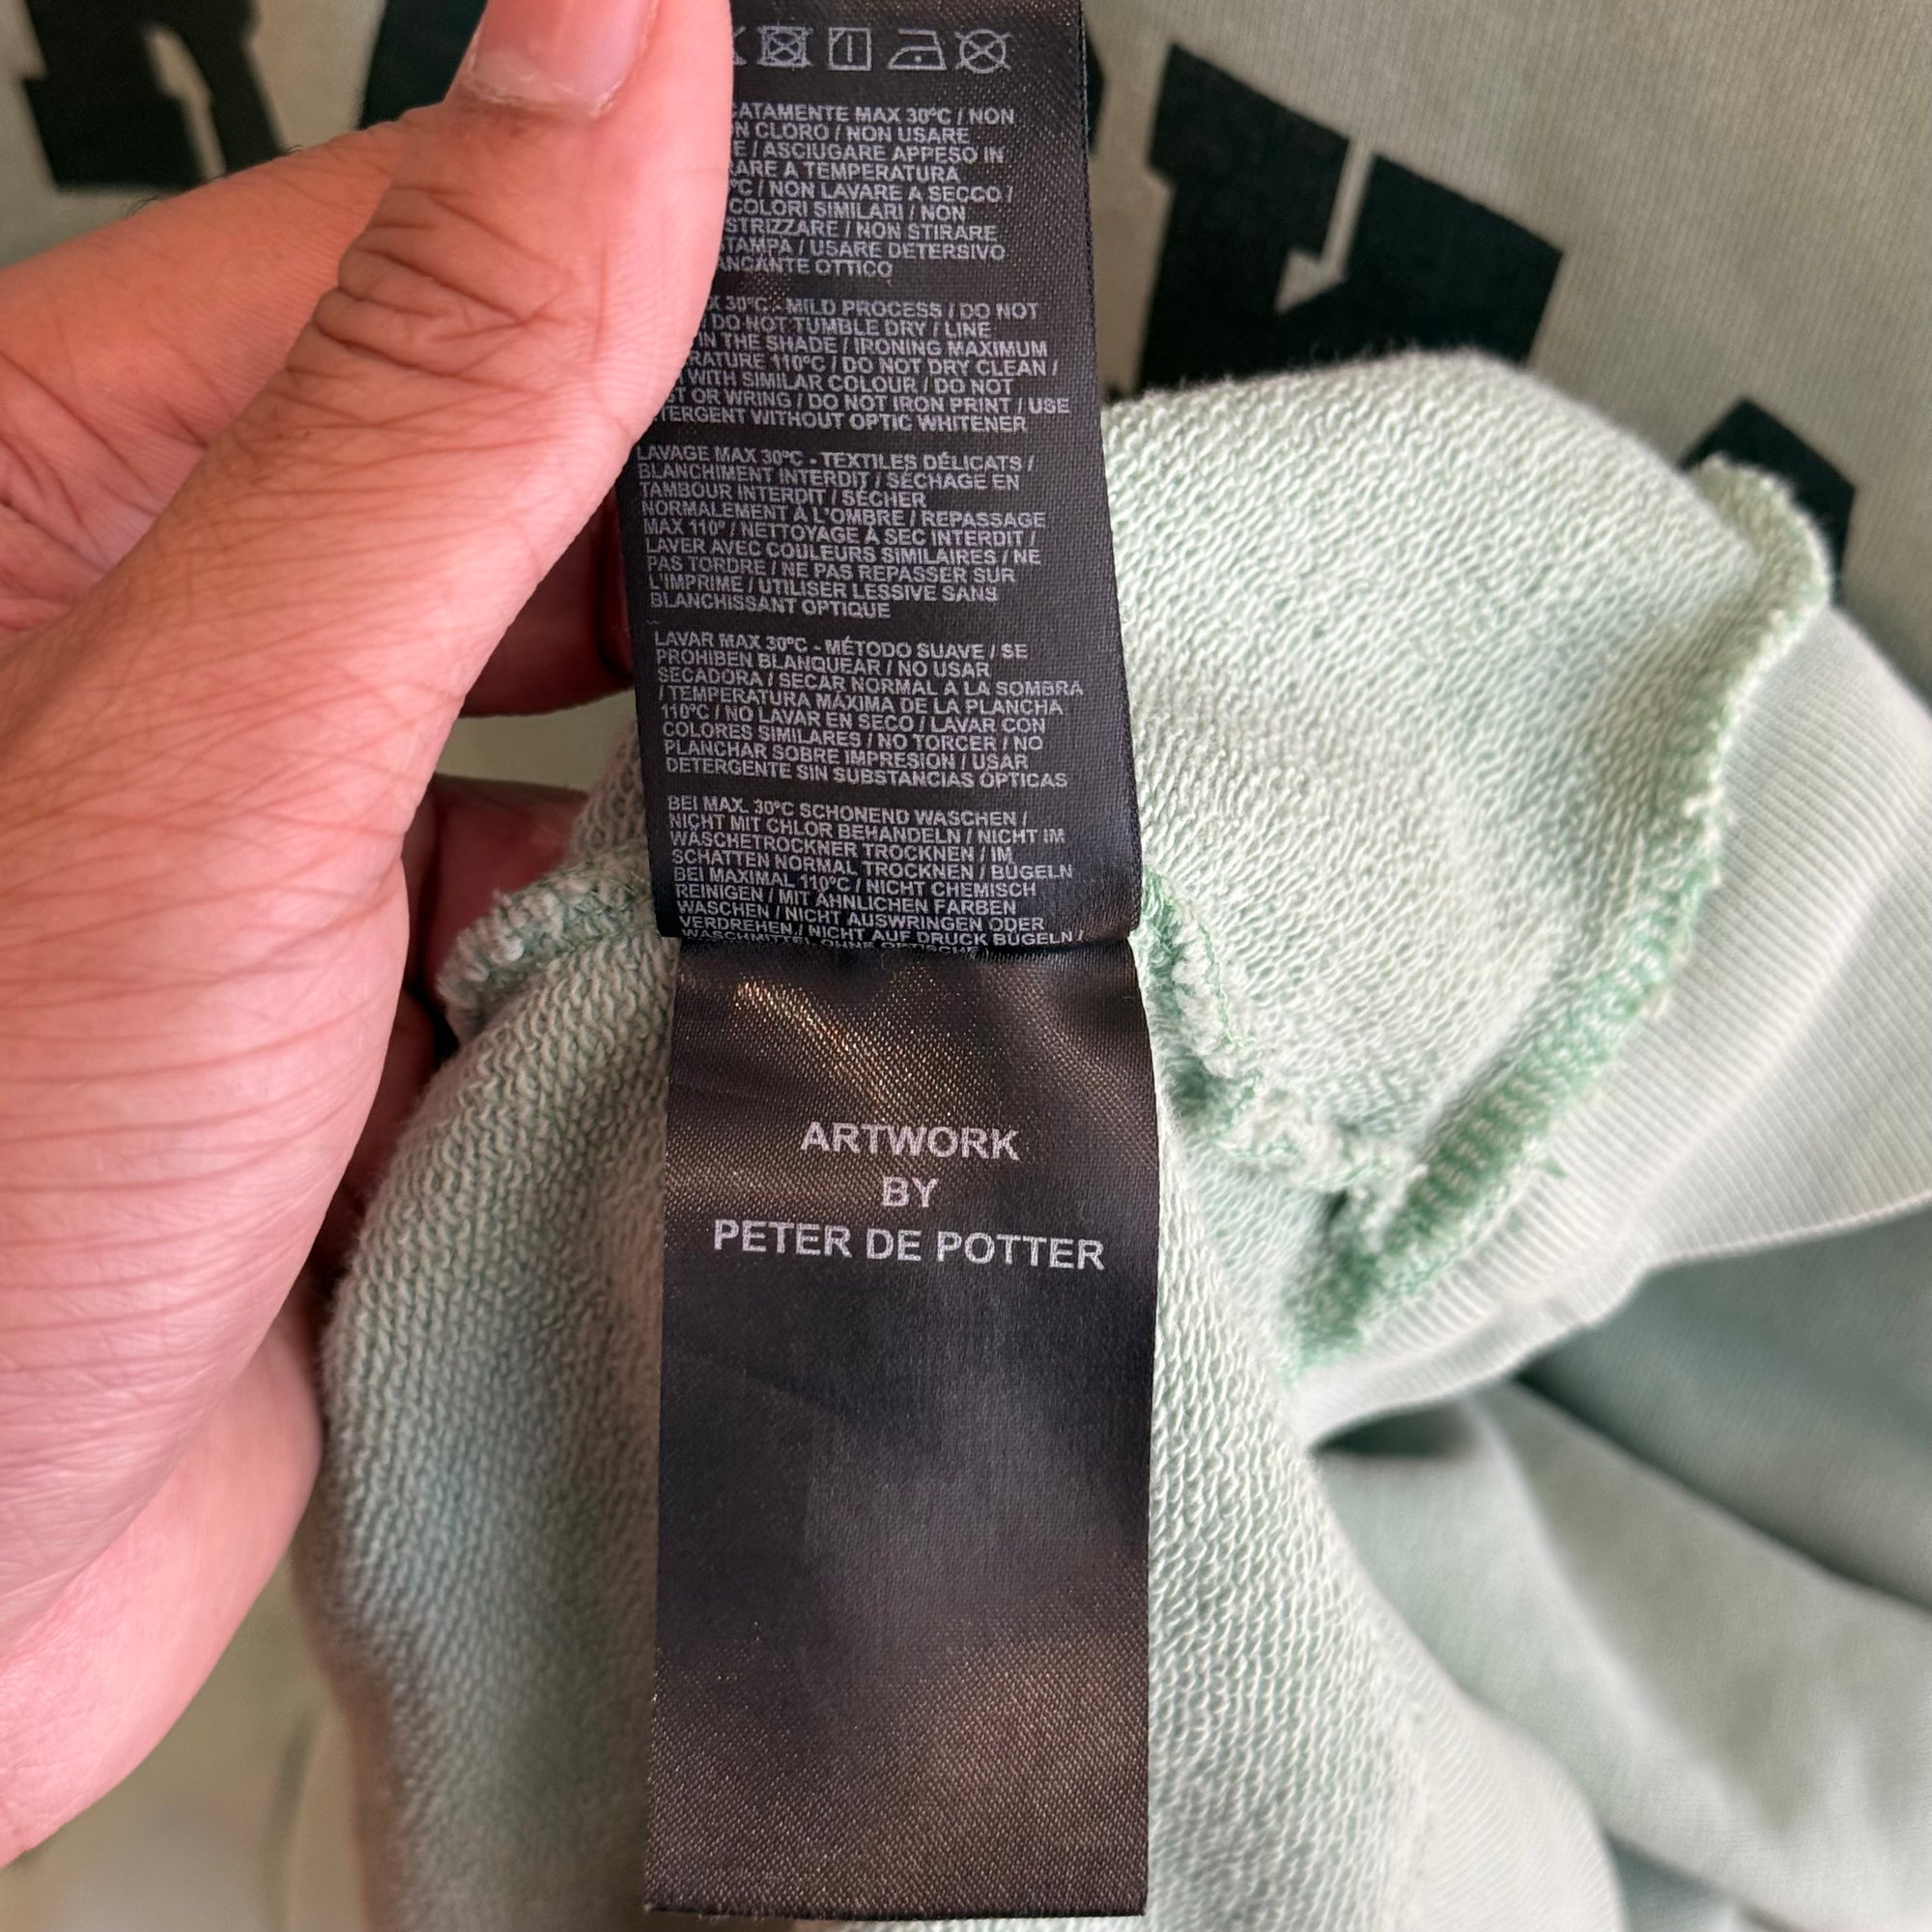 MAX 30°C / NON
CLORO / NON USARE
E / ASCIUGARE APPESO IN
A TEMPERATURA
°C / NON LAVARE A SECCO /
COLORI SIMILARI / NON
STRIZZARE / NON STIRARE
STAMPA / USARE DETERSIVO
OTTICO
30°C - MILD PROCESS / DO NOT
DO NOT TUMBLE DRY / LINE
IN THE SHADE / IRONING MAXIMUM
110°C / DO NOT DRY CLEAN /
WITH SIMILAR COLOUR / DO NOT
OR WRING / DO NOT IRON PRINT / USE
WITHOUT OPTIC WHITENER
LAVAGE MAX 30°C - TEXTILES DÉLICATS /
BLANCHIMENT INTERDIT / SÉCHAGE EN
TAMBOUR INTERDIT / SÉCHER
NORMALEMENT À L'OMBRE / REPASSAGE
MAX 110° / NETTOYAGE À SEC INTERDIT /
LAVER AVEC COULEURS SIMILAIRES / NE
PAS TORDRE / NE PAS REPASSER SUR
L'IMPRIME / UTILISER LESSIVE SANS
BLANCHISSANT OPTIQUE
LAVAR MAX 30°C - MÉTODO SUAVE / SE
PROHIBEN BLANQUEAR / NO USAR
SECADORA / SECAR NORMAL A LA SOMBRA
/ TEMPERATURA MÁXIMA DE LA PLANCHA
110°C / NO LAVAR EN SECO / LAVAR CON
COLORES SIMILARES / NO TORCER / NO
PLANCHAR SOBRE IMPRESION / USAR
DETERGENTE SIN SUBSTANCIAS ÓPTICAS
BEI MAX. 30°C SCHONEND WASCHEN /
NICHT MIT CHLOR BEHANDELN / NICHT IM
WÄSCHETROCKNER TROCKNEN / IM
SCHATTEN NORMAL TROCKNEN / BÜGELN
BEI MAXIMAL 110°C / NICHT CHEMISCH
REINIGEN / MIT ÄHNLICHEN FARBEN
WASCHEN / NICHT AUSWRINGEN ODER
VERDREHEN / NICHT AUF DRUCK BÜGELN /
WASCHMITTEL OHNE OPTISCHE
ARTWORK
BY
PETER DE POTTER